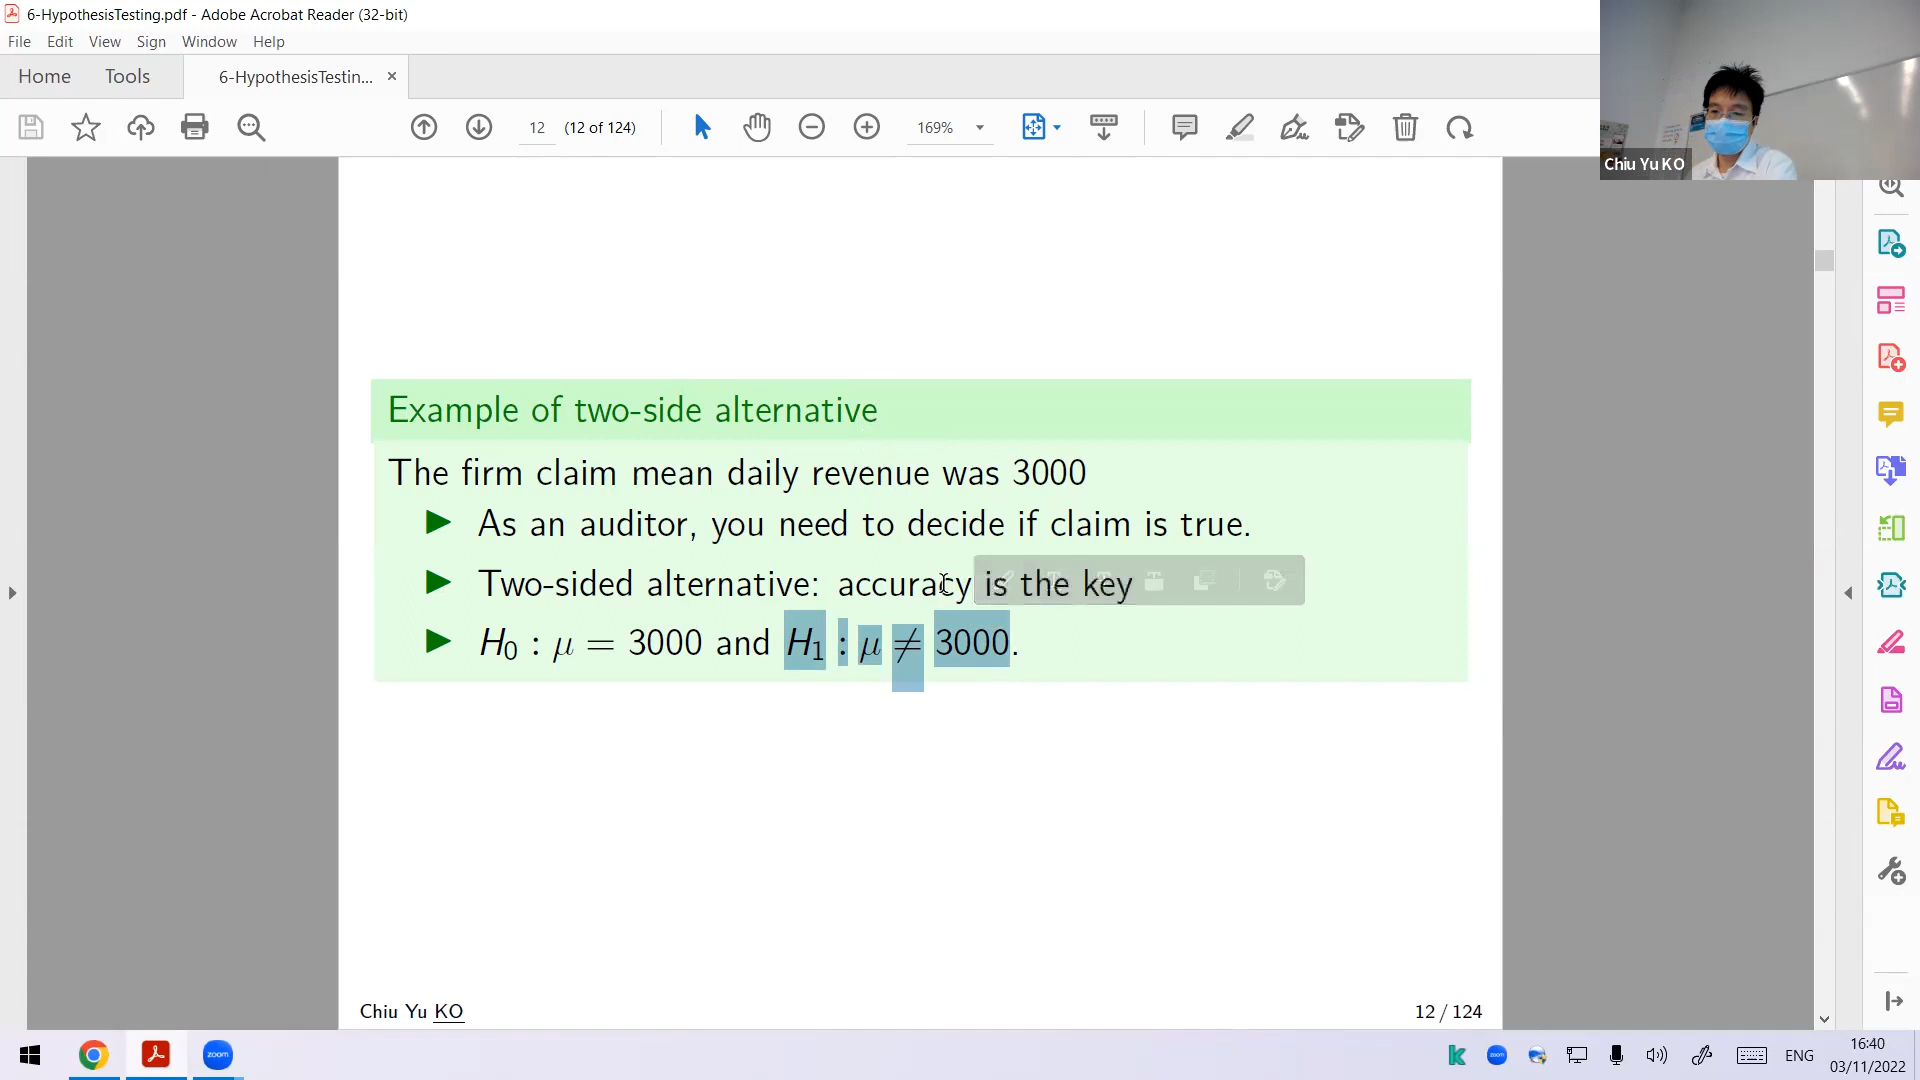 6-HypothesisTesting.pdf - Adobe Acrobat Reader (32-bit)
File Edit View Sign Window Help
Home Tools 6-HypothesisTestin... ×
12 (12 of 124) 169%
Chiu Yu KO
Example of two-side alternative
The firm claim mean daily revenue was 3000
▶ As an auditor, you need to decide if claim is true.
▶ Two-sided alternative: accuracy is the key
▶ H₀ : μ = 3000 and H₁ : μ ≠ 3000.
Chiu Yu KO 12 / 124
zoom zoom ENG 16:40
03/11/2022